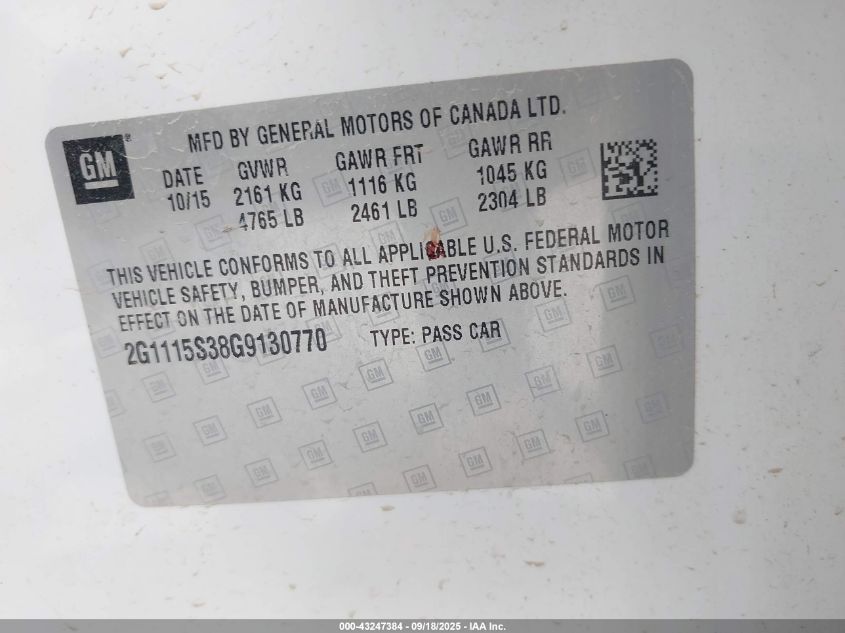 GM®
MFD BY GENERAL MOTORS OF CANADA LTD.
DATE GVWR GAWR FRT GAWR RR
10/15 2161 KG 1116 KG 1045 KG
4765 LB 2461 LB 2304 LB
THIS VEHICLE CONFORMS TO ALL APPLICABLE U.S. FEDERAL MOTOR
VEHICLE SAFETY, BUMPER, AND THEFT PREVENTION STANDARDS IN
EFFECT ON THE DATE OF MANUFACTURE SHOWN ABOVE.
2G1115S38G9130770 TYPE: PASS CAR
000-43247384 - 09/18/2025 - IAA Inc.